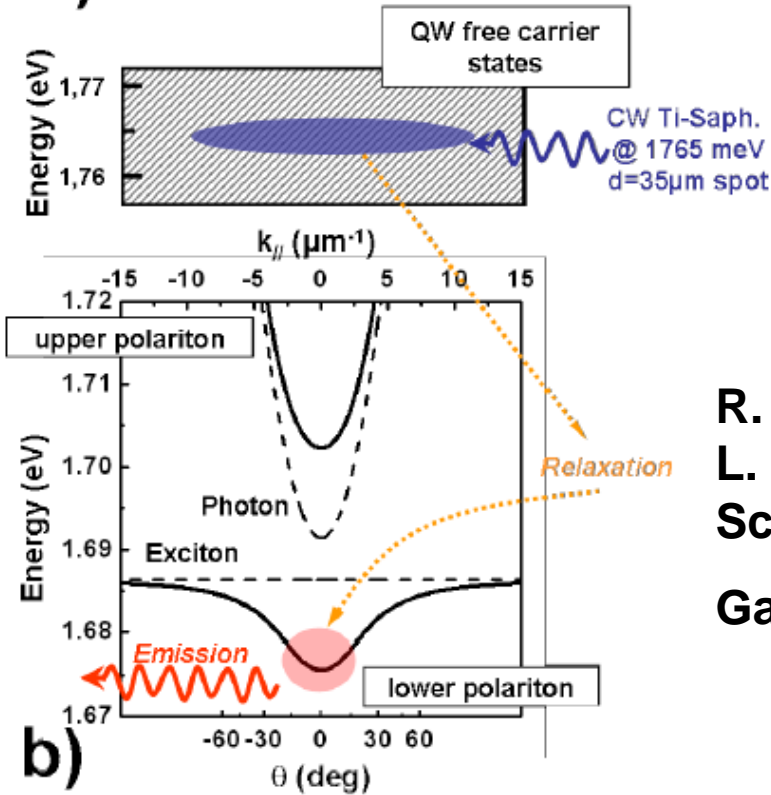 QW free carrier
states
Energy (eV)
1,77
1,76
CW Ti-Saph.
@ 1765 meV
d=35µm spot
k// (µm-1)
-15 -10 -5 0 5 10 15
1.72
1.71
1.70
1.69
1.68
1.67
Energy (eV)
upper polariton
Photon
Exciton
Relaxation
Emission
lower polariton
-60 -30 0 30 60
θ (deg)
b)
R.
L.
Sc
Ga